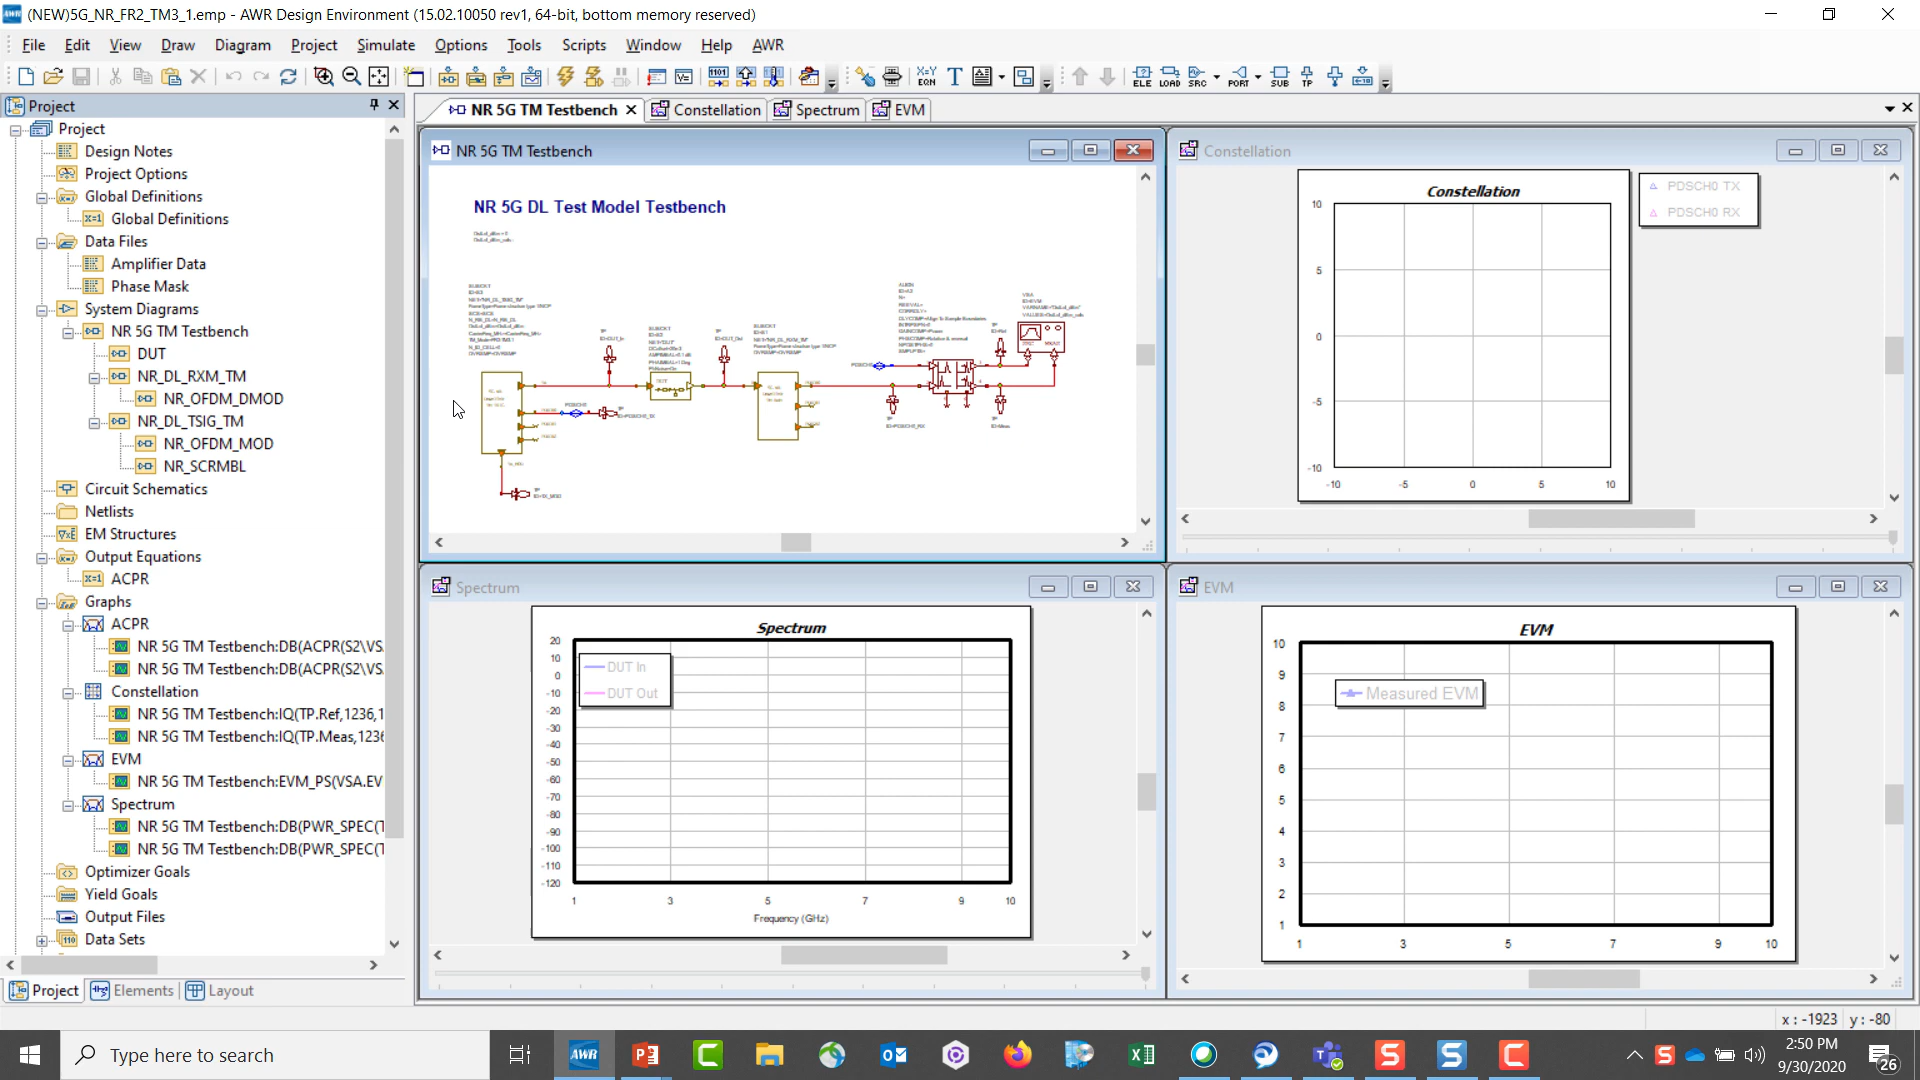 (NEW)5G_NR_FR2_TM3_1.emp - AWR Design Environment (15.02.10050 rev1, 64-bit, bottom memory reserved)
File Edit View Draw Diagram Project Simulate Options Tools Scripts Window Help AWR
X=Y EQN ELE LOAD SRC PORT SUB TP
Project
NR 5G TM Testbench Constellation Spectrum EVM
Project
Design Notes
Project Options
Global Definitions
Global Definitions
Data Files
Amplifier Data
Phase Mask
System Diagrams
NR 5G TM Testbench
DUT
NR_DL_RXM_TM
NR_OFDM_DMOD
NR_DL_TSIG_TM
NR_OFDM_MOD
NR_SCRMBL
Circuit Schematics
Netlists
EM Structures
Output Equations
ACPR
Graphs
ACPR
NR 5G TM Testbench:DB(ACPR(S2\VS
NR 5G TM Testbench:DB(ACPR(S2\VS
Constellation
NR 5G TM Testbench:IQ(TP.Ref,1236,1
NR 5G TM Testbench:IQ(TP.Meas,1236
EVM
NR 5G TM Testbench:EVM_PS(VSA.EV
Spectrum
NR 5G TM Testbench:DB(PWR_SPEC(T
NR 5G TM Testbench:DB(PWR_SPEC(T
Optimizer Goals
Yield Goals
Output Files
Data Sets
Project Elements Layout
NR 5G TM Testbench
NR 5G DL Test Model Testbench
Constellation
Constellation
PDSCH0 TX
PDSCH0 RX
10
5
0
-5
-10
-10 -5 0 5 10
Spectrum
Spectrum
DUT In
DUT Out
20
10
0
-10
-20
-30
-40
-50
-60
-70
-80
-90
-100
-110
-120
1 3 5 7 9 10
Frequency (GHz)
EVM
EVM
Measured EVM
10
9
8
7
6
5
4
3
2
1
1 3 5 7 9 10
x : -1923 y : -80
Type here to search
2:50 PM
9/30/2020
26